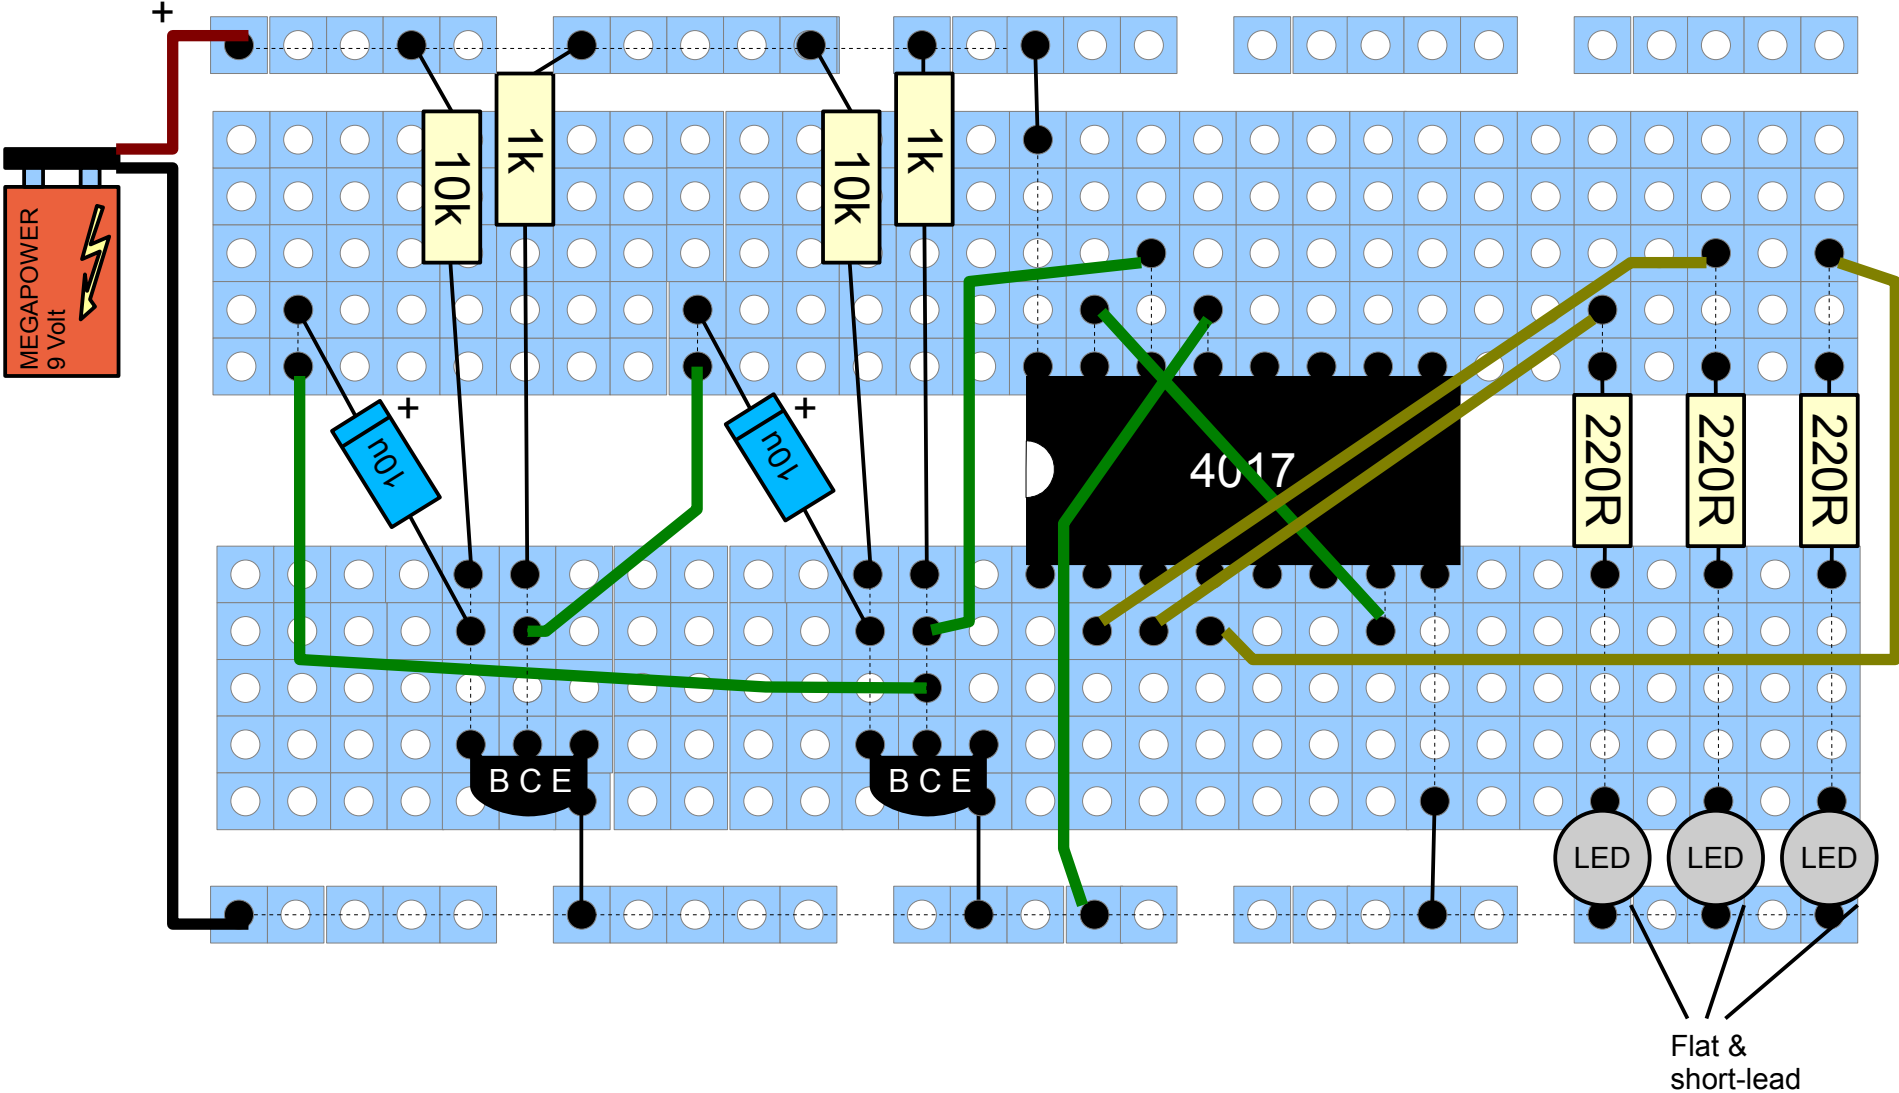 +
MEGAPOWER
9 Volt
10k
1k
10k
1k
+
10u
+
10u
4017
220R
220R
220R
B C E
B C E
LED
LED
LED
Flat &
short-lead